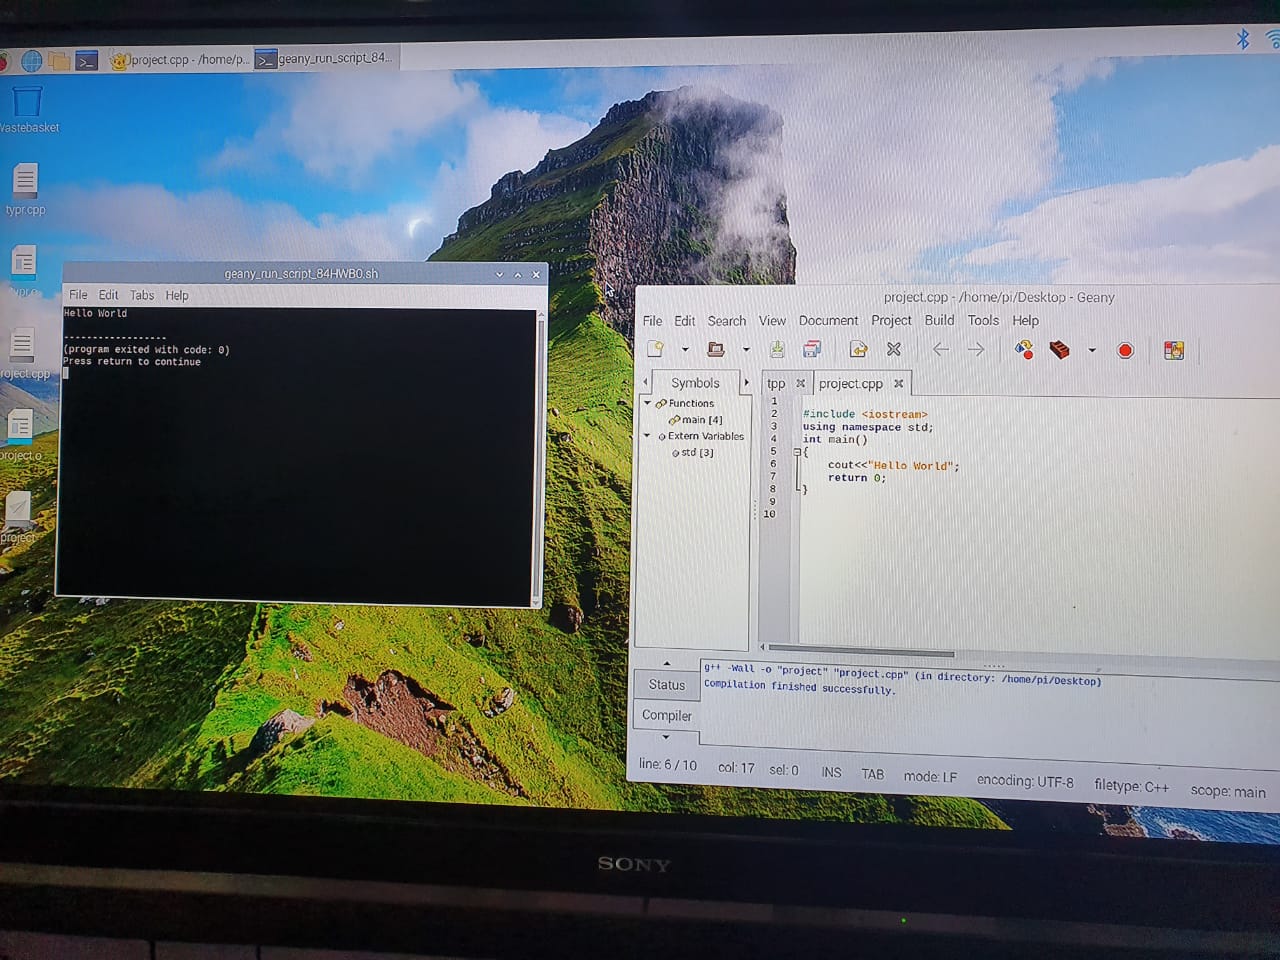 project.cpp - /home/p...
geany_run_script_84...
Wastebasket
typr.cpp
project.o
project
geany_run_script_84HWB0.sh
File Edit Tabs Help
Hello World
------------------
(program exited with code: 0)
Press return to continue
project.cpp - /home/pi/Desktop - Geany
File Edit Search View Document Project Build Tools Help
Symbols
tpp project.cpp
Functions
main [4]
Extern Variables
std [3]
1
2 #include <iostream>
3 using namespace std;
4 int main()
5 {
6 cout<<"Hello World";
7 return 0;
8 }
9
10
Status
Compiler
g++ -Wall -o "project" "project.cpp" (in directory: /home/pi/Desktop)
Compilation finished successfully.
line: 6 / 10 col: 17 sel: 0 INS TAB mode: LF encoding: UTF-8 filetype: C++ scope: main
SONY